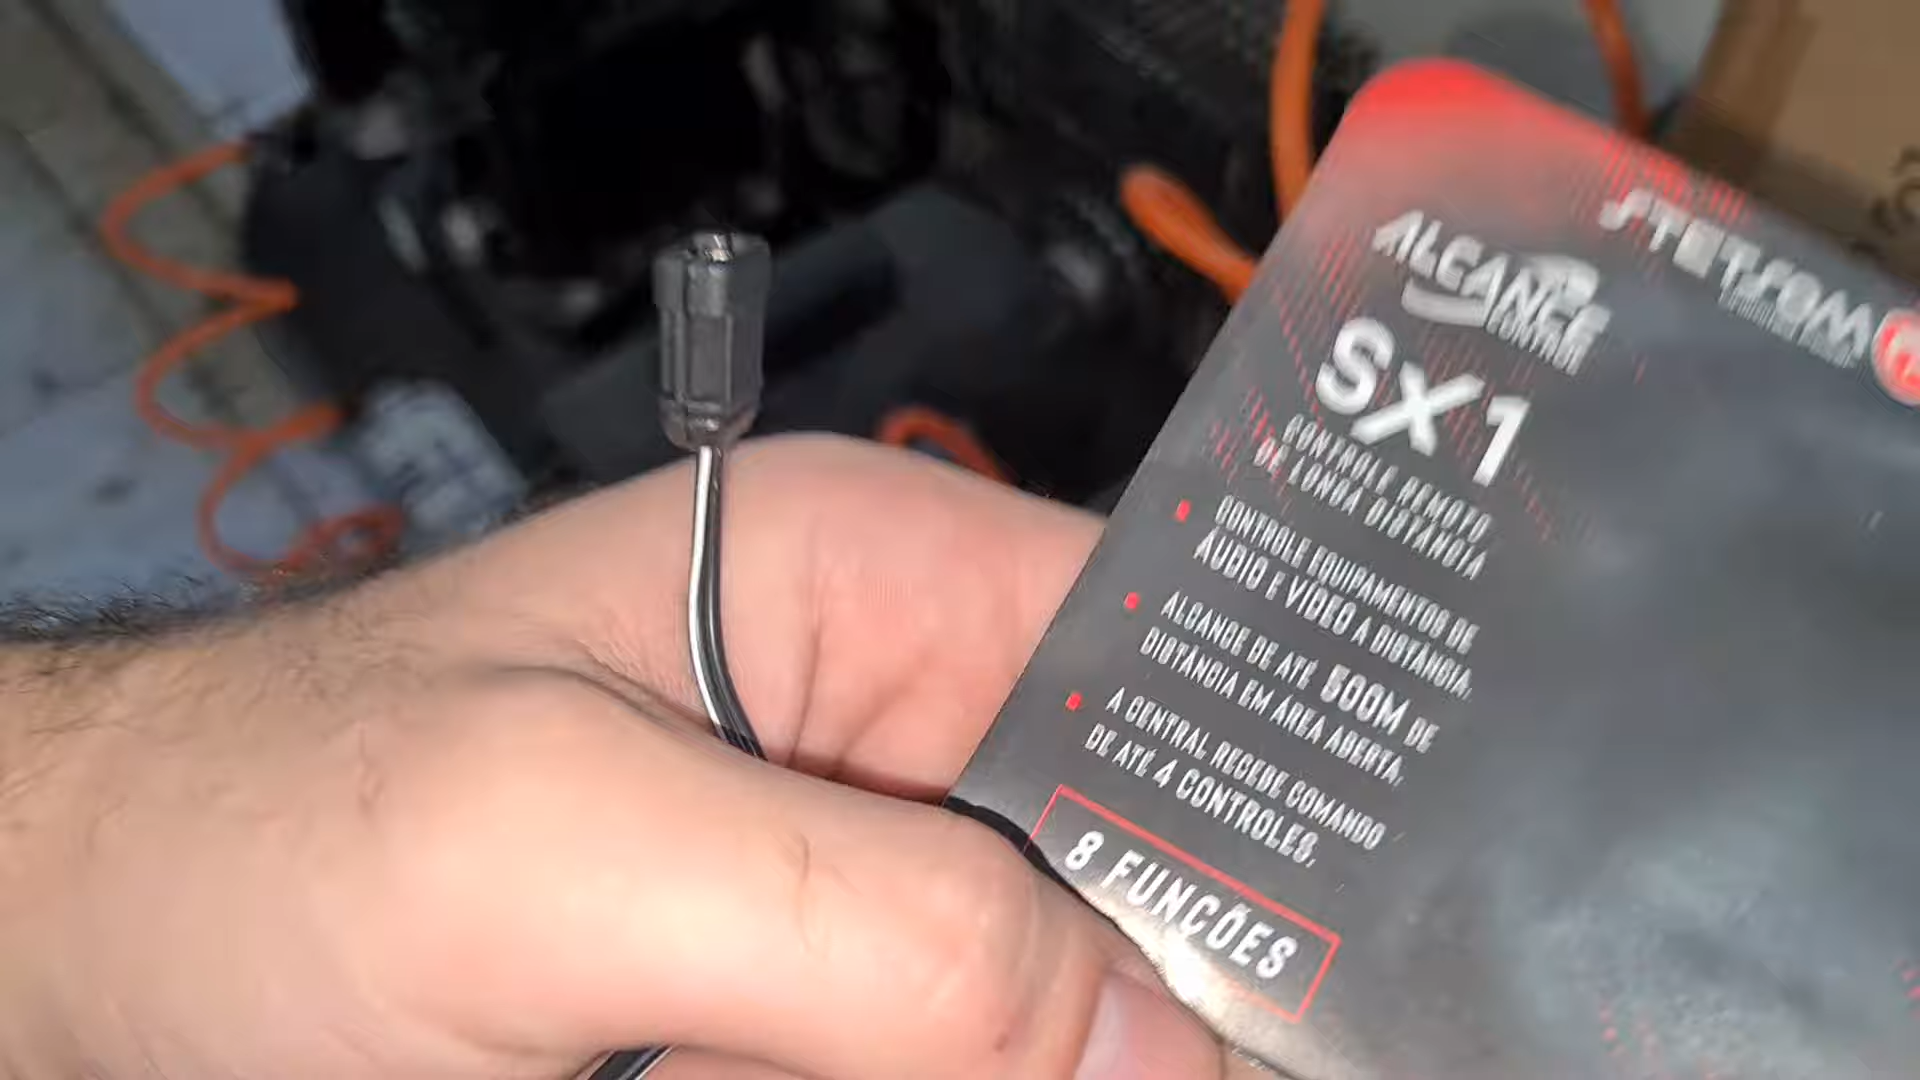 STETSOM
ALCANCE
CONTROL
SX1
CONTROLE REMOTO
DE LONGA DISTÂNCIA
CONTROLE EQUIPAMENTOS DE
ÁUDIO E VÍDEO A DISTÂNCIA.
ALCANCE DE ATÉ 500M DE
DISTÂNCIA EM ÁREA ABERTA.
A CENTRAL RECEBE COMANDO
DE ATÉ 4 CONTROLES.
8 FUNÇÕES